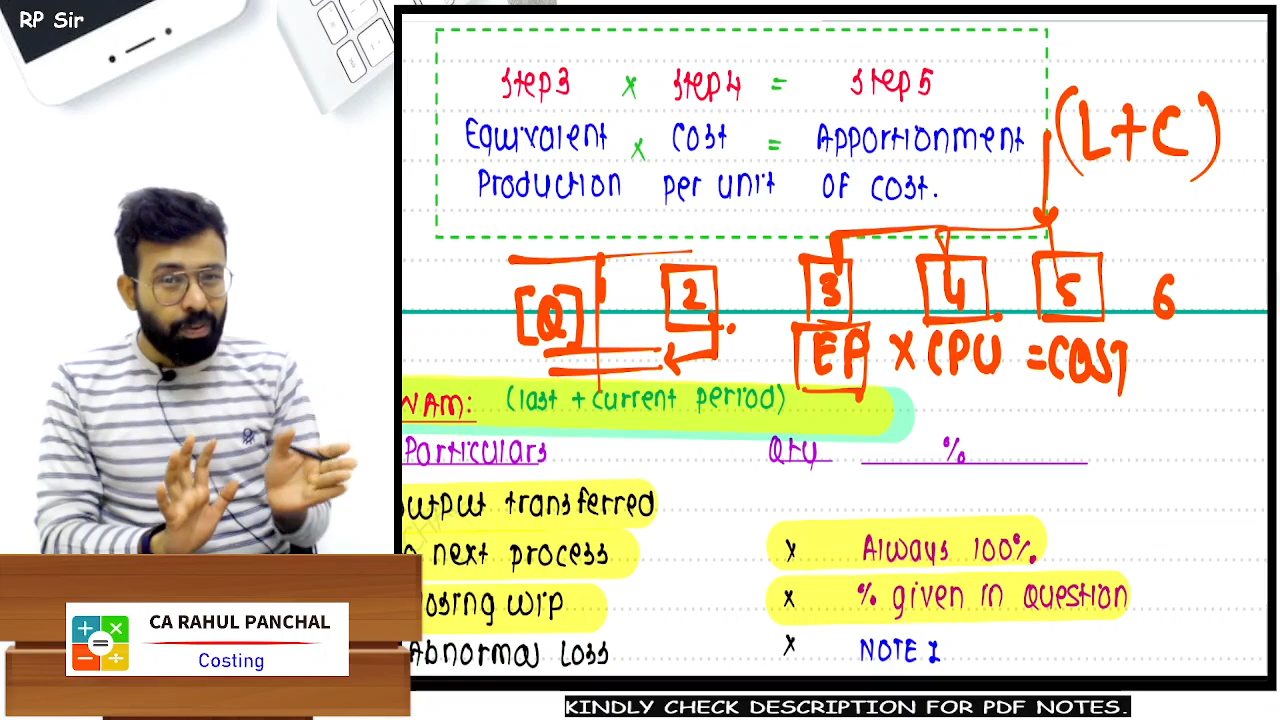 RP Sir
Step3 × Step4 = Step5
Equivalent × Cost = Apportionment
Production per unit of cost.
(L+C)
[Q] 1 2 3 4 5 6
EP × CPU = COST
WAM: (last + current period)
Particulars Qty %
output transferred
o next process × Always 100%
losing WIP × % given in Question
Abnormal Loss × NOTE 1
CA RAHUL PANCHAL
Costing
KINDLY CHECK DESCRIPTION FOR PDF NOTES.